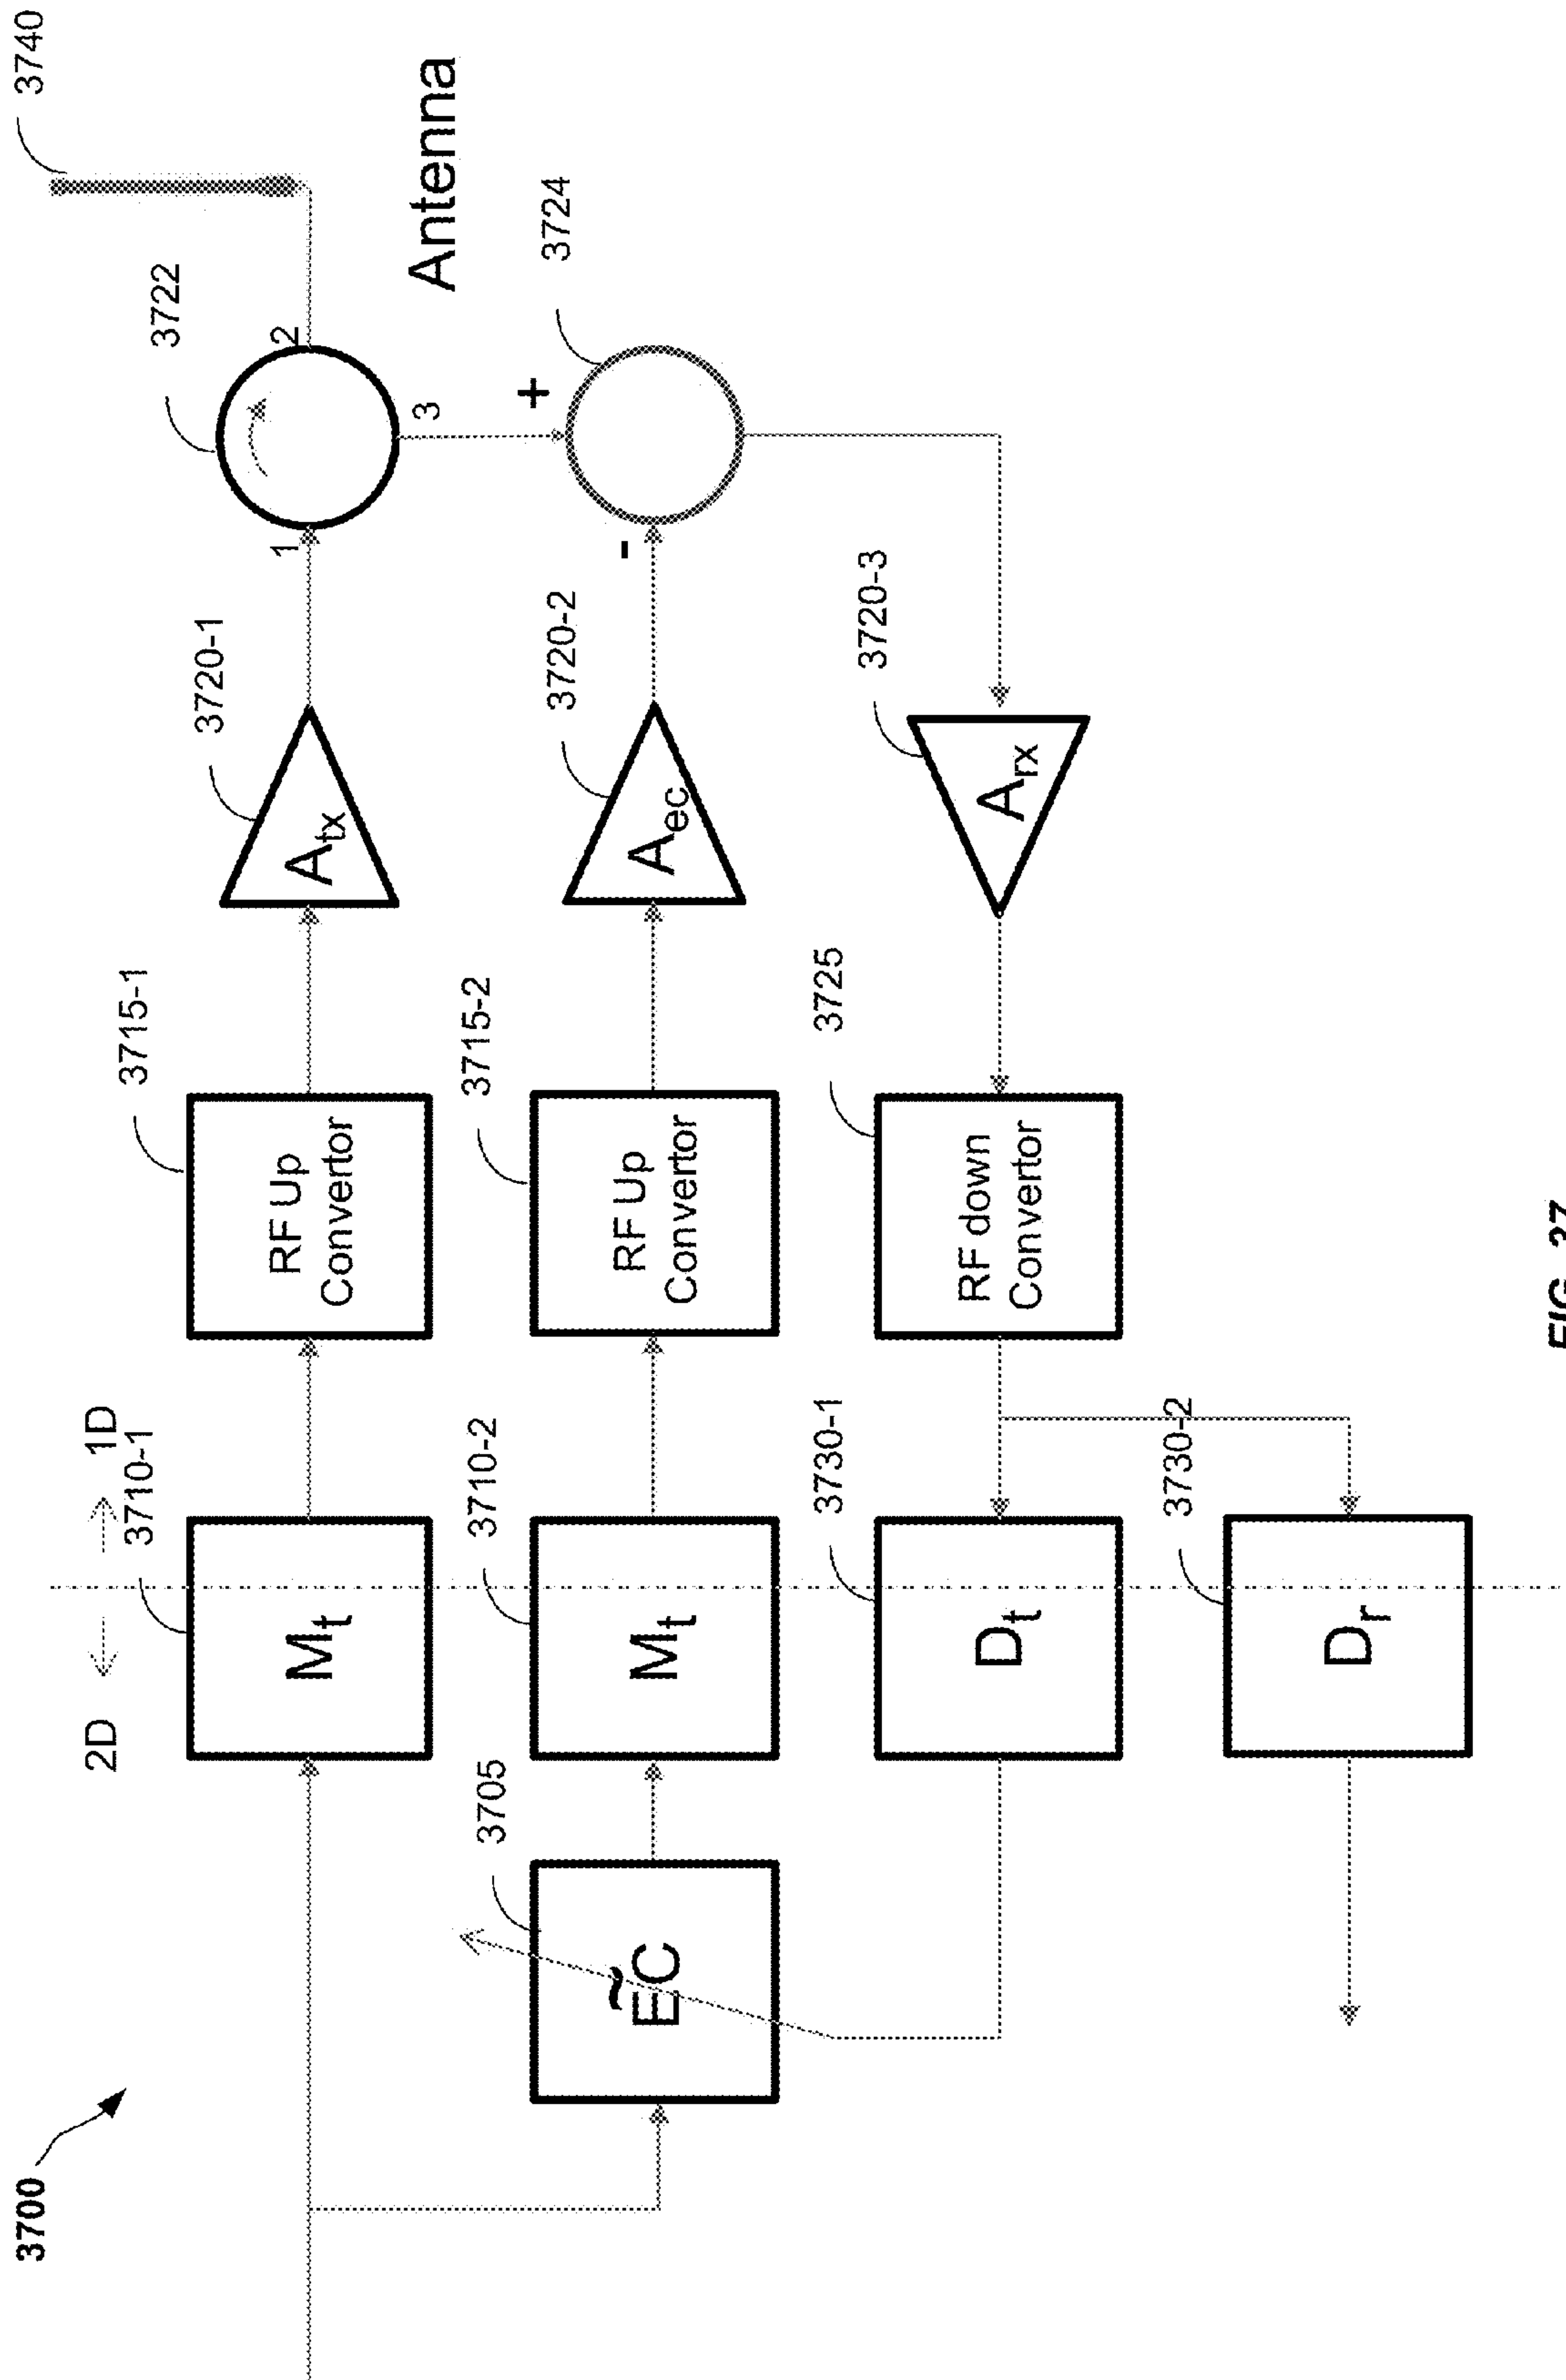 3700
2D
1D
3710-1
Mt
3715-1
RF Up
Convertor
3720-1
Atx
1
2
3
3722
3740
Antenna
3705
ẼC
3710-2
Mt
3715-2
RF Up
Convertor
3720-2
Aec
-
+
3724
3730-1
Dt
3725
RF down
Convertor
3720-3
Arx
3730-2
Dr
FIG. 37